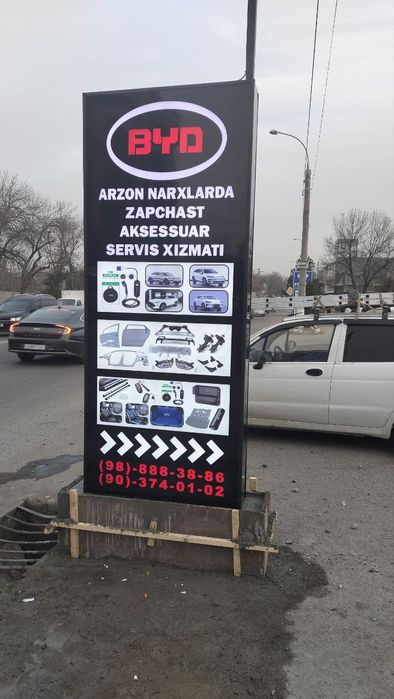 BYD
ARZON NARXLARDA
ZAPCHAST
AKSESSUAR
SERVIS XIZMATI
(98)-888-38-86
(90)-374-01-02